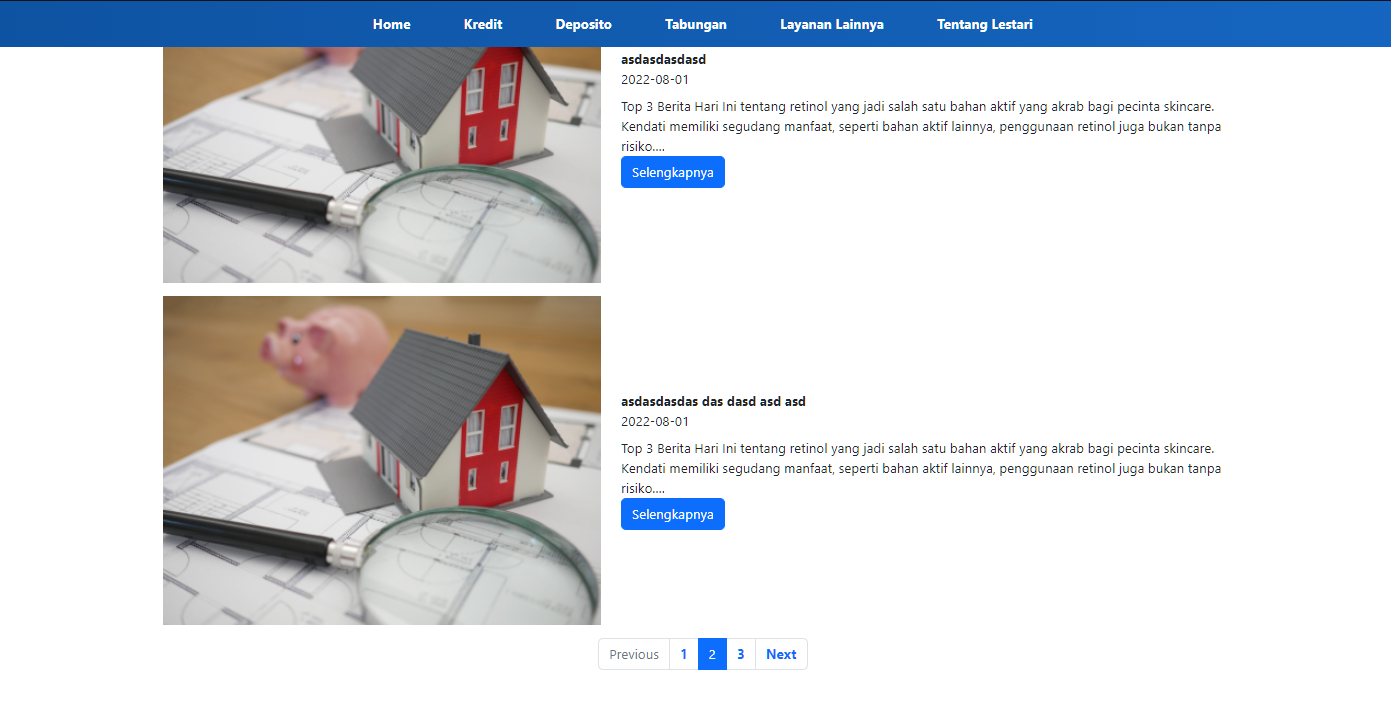 Home Kredit Deposito Tabungan Layanan Lainnya Tentang Lestari
asdasdasdasd
2022-08-01
Top 3 Berita Hari Ini tentang retinol yang jadi salah satu bahan aktif yang akrab bagi pecinta skincare.
Kendati memiliki segudang manfaat, seperti bahan aktif lainnya, penggunaan retinol juga bukan tanpa
risiko....
Selengkapnya
asdasdasdas das dasd asd asd
2022-08-01
Top 3 Berita Hari Ini tentang retinol yang jadi salah satu bahan aktif yang akrab bagi pecinta skincare.
Kendati memiliki segudang manfaat, seperti bahan aktif lainnya, penggunaan retinol juga bukan tanpa
risiko....
Selengkapnya
Previous 1 2 3 Next